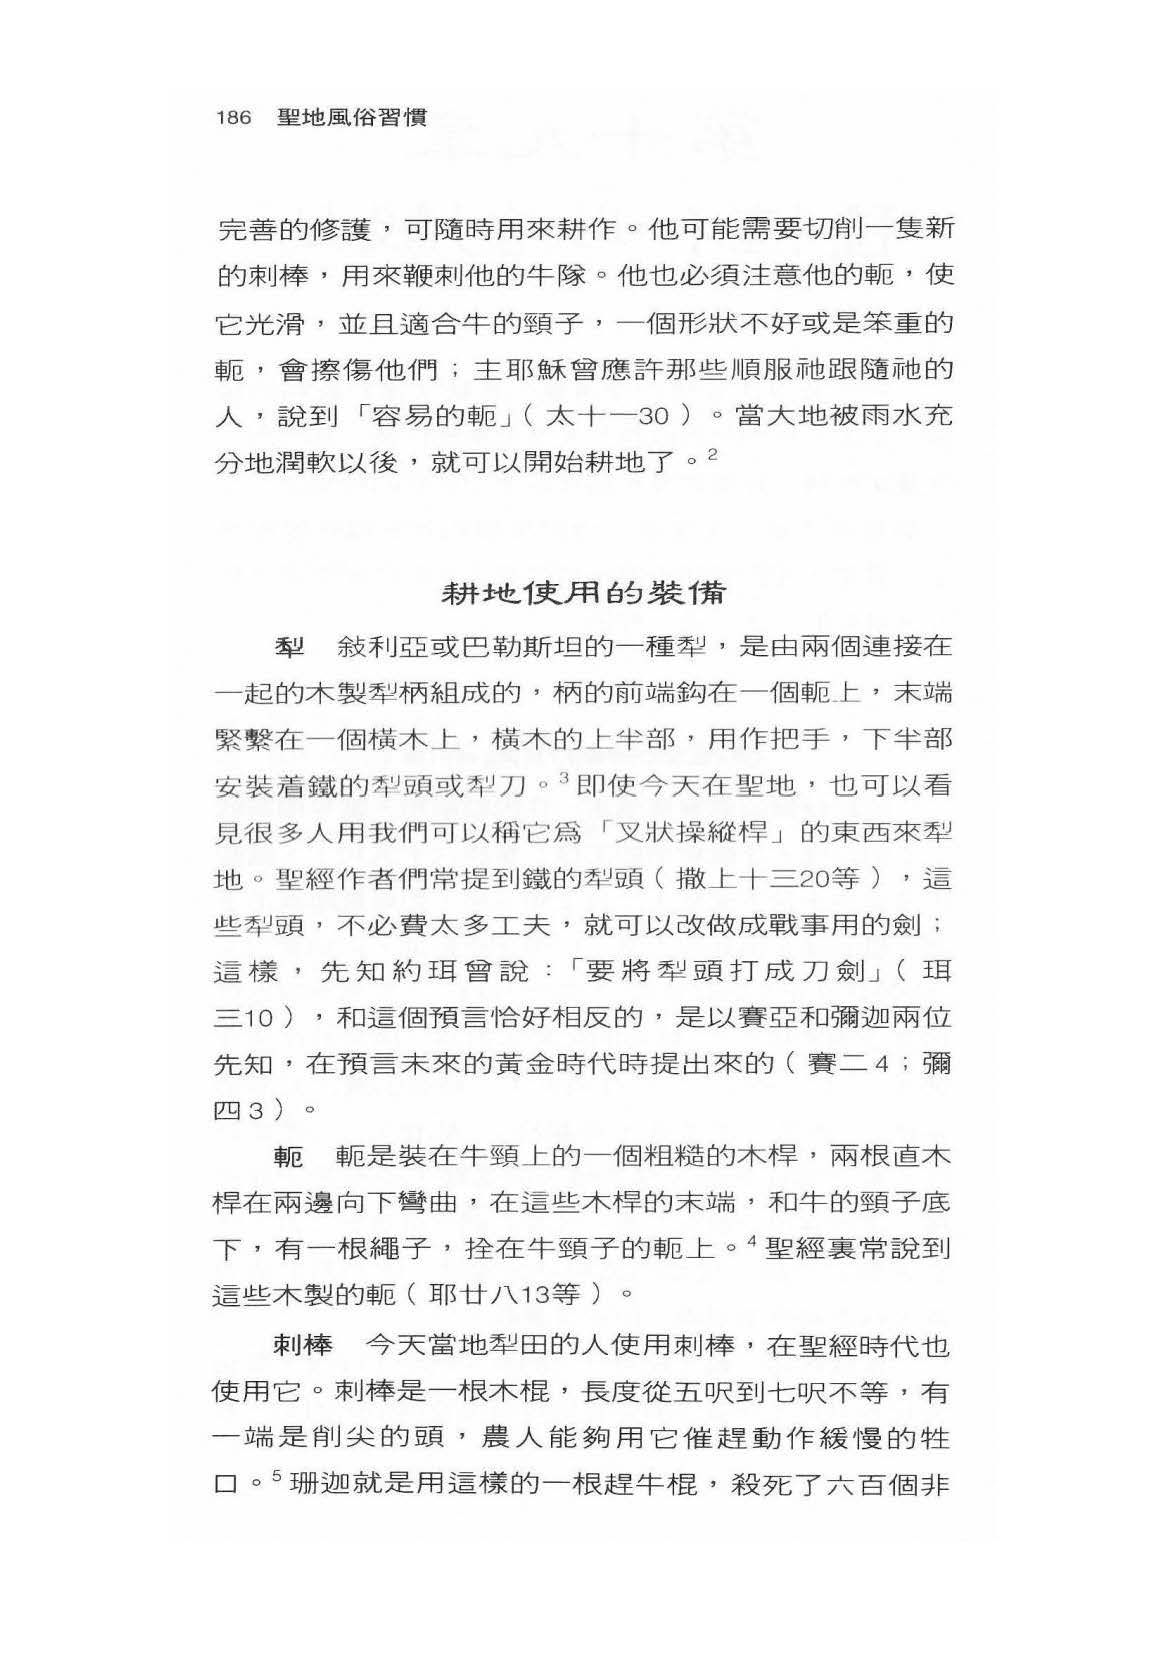 186 聖地風俗習慣
完善的修護，可隨時用來耕作。他可能需要切削一隻新
的刺棒，用來鞭刺他的牛隊。他也必須注意他的軛，使
它光滑，並且適合牛的頸子，一個形狀不好或是笨重的
軛，會擦傷他們；主耶穌曾應許那些順服祂跟隨祂的
人，說到「容易的軛」（太十一30）。當大地被雨水充
分地潤軟以後，就可以開始耕地了。2
耕地使用的裝備
犁　敍利亞或巴勒斯坦的一種犁，是由兩個連接在
一起的木製犁柄組成的，柄的前端鈎在一個軛上，末端
緊繫在一個橫木上，橫木的上半部，用作把手，下半部
安裝着鐵的犁頭或犁刀。3即使今天在聖地，也可以看
見很多人用我們可以稱它爲「叉狀操縱桿」的東西來犁
地。聖經作者們常提到鐵的犁頭（撒上十三20等），這
些犁頭，不必費太多工夫，就可以改做成戰事用的劍；
這樣，先知約珥曾說：「要將犁頭打成刀劍」（珥
三10），和這個預言恰好相反的，是以賽亞和彌迦兩位
先知，在預言未來的黃金時代時提出來的（賽二4；彌
四3）。
軛　軛是裝在牛頸上的一個粗糙的木桿，兩根直木
桿在兩邊向下彎曲，在這些木桿的末端，和牛的頸子底
下，有一根繩子，拴在牛頸子的軛上。4聖經裏常說到
這些木製的軛（耶廿八13等）。
刺棒　今天當地犁田的人使用刺棒，在聖經時代也
使用它。刺棒是一根木棍，長度從五呎到七呎不等，有
一端是削尖的頭，農人能夠用它催趕動作緩慢的牲
口。5珊迦就是用這樣的一根趕牛棍，殺死了六百個非